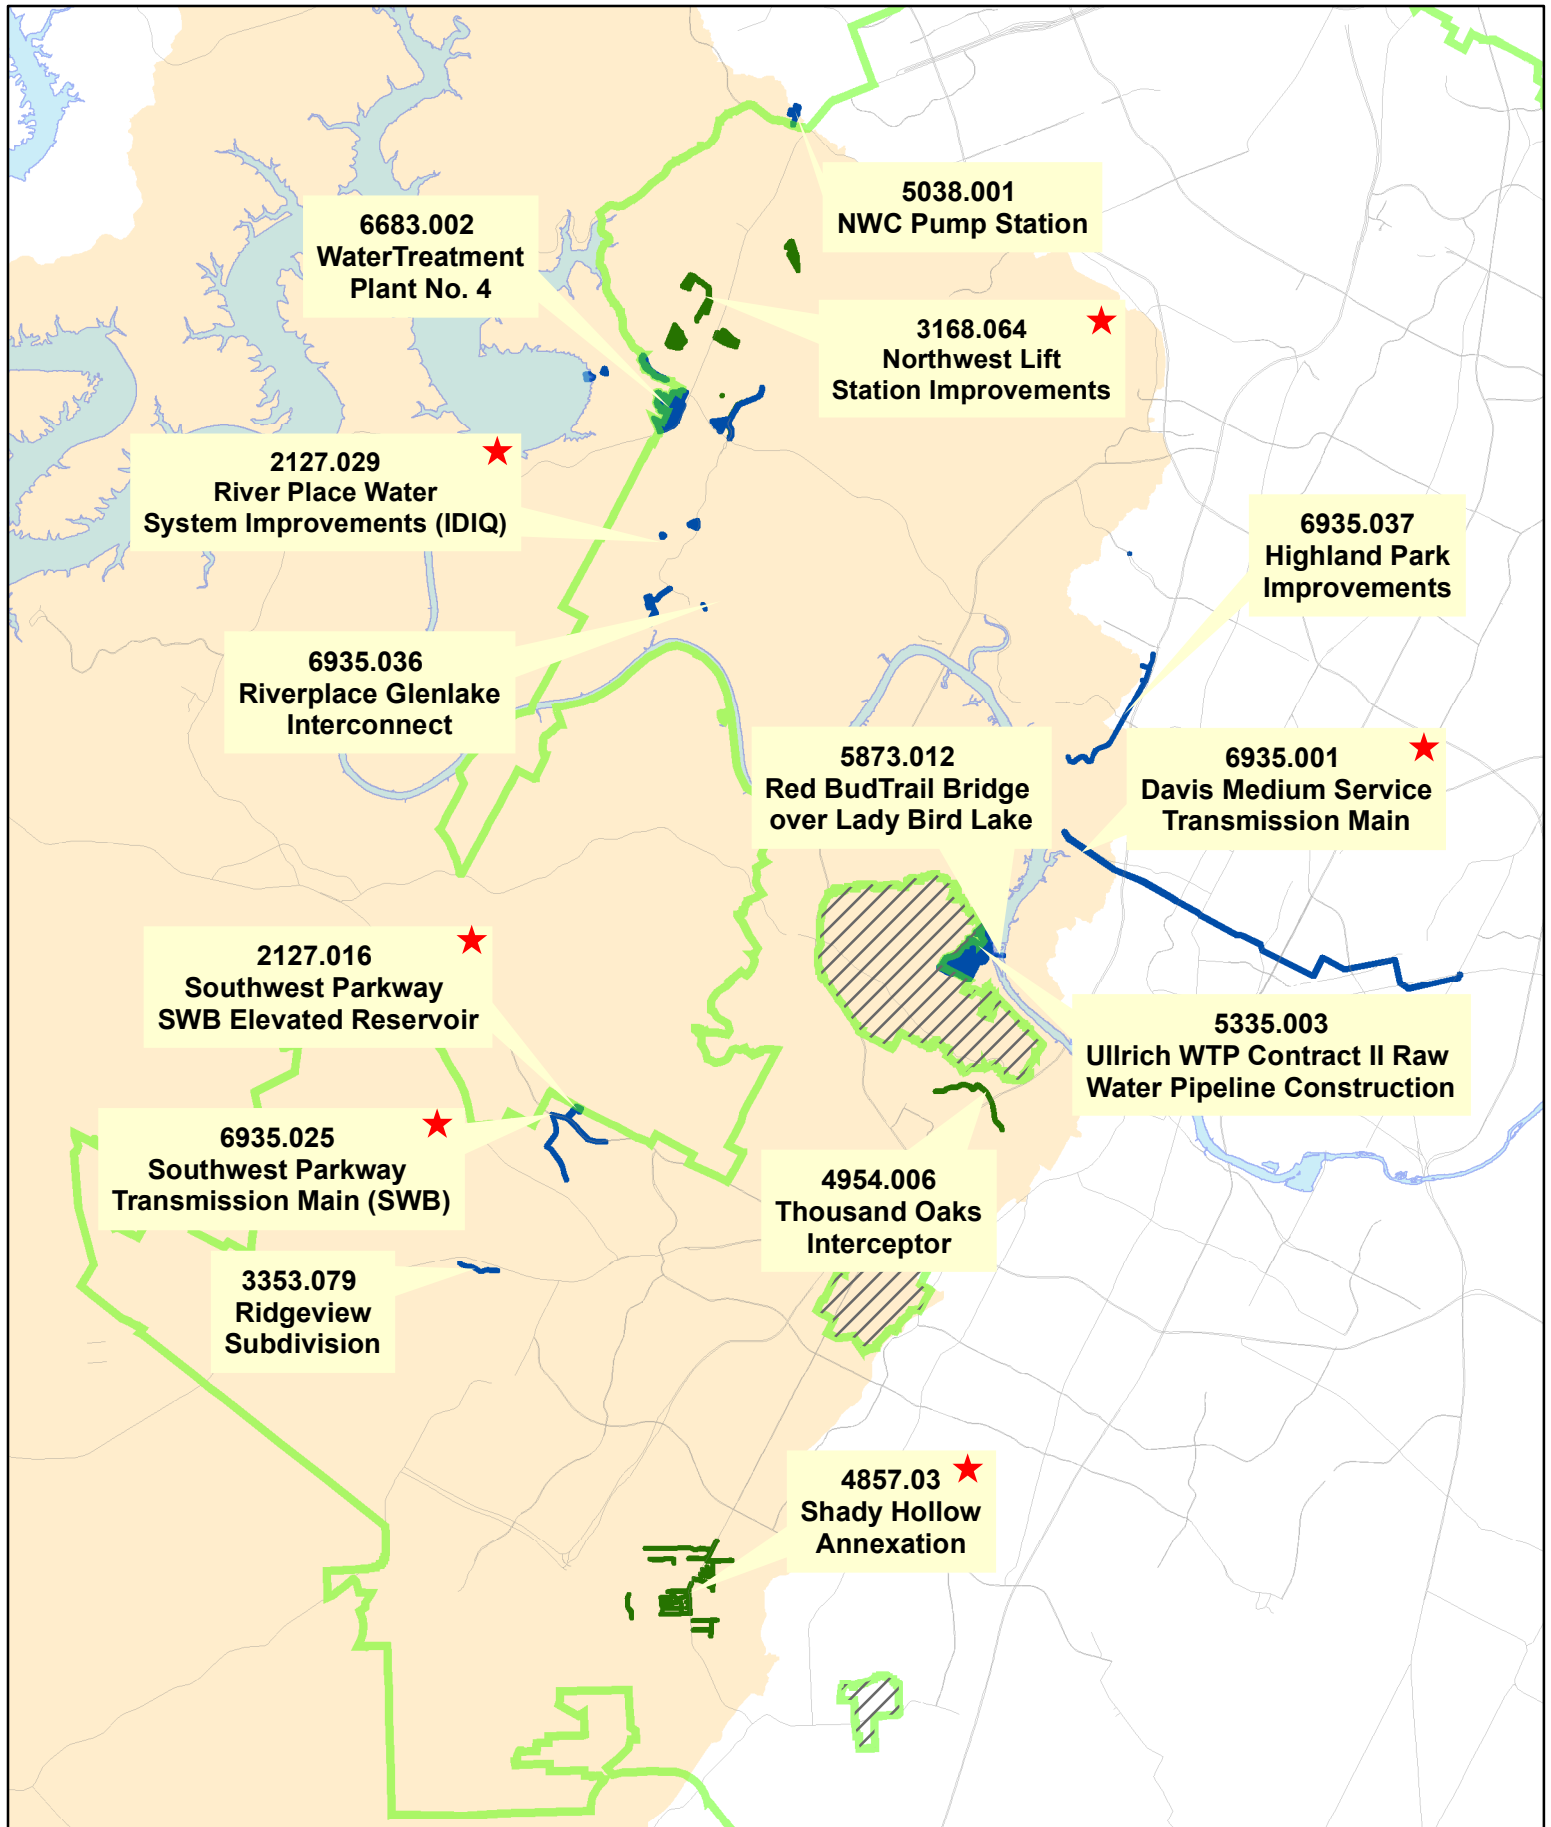 5038.001
NWC Pump Station
6683.002
WaterTreatment
Plant No. 4
3168.064
Northwest Lift
Station Improvements
2127.029
River Place Water
System Improvements (IDIQ)
6935.037
Highland Park
Improvements
6935.036
Riverplace Glenlake
Interconnect
5873.012
Red BudTrail Bridge
over Lady Bird Lake
6935.001
Davis Medium Service
Transmission Main
2127.016
Southwest Parkway
SWB Elevated Reservoir
5335.003
Ullrich WTP Contract II Raw
Water Pipeline Construction
6935.025
Southwest Parkway
Transmission Main (SWB)
4954.006
Thousand Oaks
Interceptor
3353.079
Ridgeview
Subdivision
4857.03
Shady Hollow
Annexation